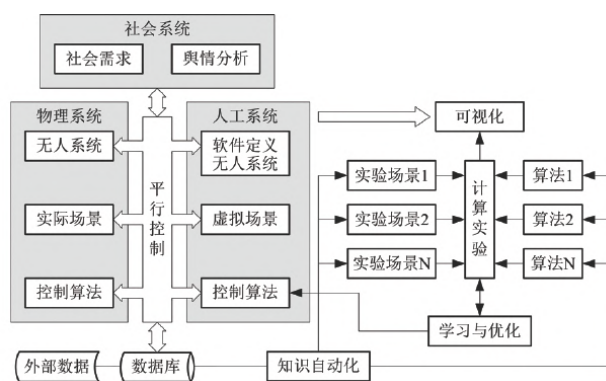 社会系统
社会需求
舆情分析
物理系统
无人系统
实际场景
控制算法
平行控制
人工系统
软件定义
无人系统
虚拟场景
控制算法
可视化
实验场景1
实验场景2
实验场景N
计算实验
算法1
算法2
算法N
学习与优化
外部数据
数据库
知识自动化